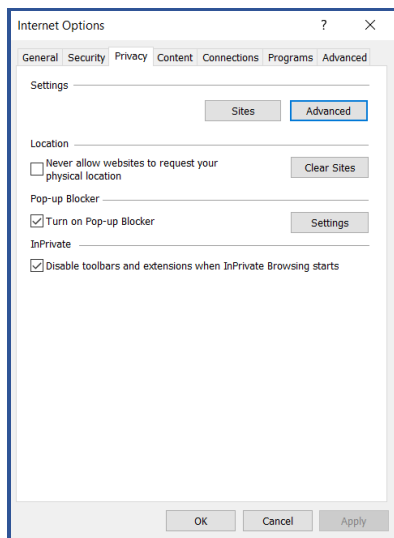 Internet Options ? X
General Security Privacy Content Connections Programs Advanced
Settings
Sites Advanced
Location
Never allow websites to request your
physical location
Clear Sites
Pop-up Blocker
Turn on Pop-up Blocker Settings
InPrivate
Disable toolbars and extensions when InPrivate Browsing starts
OK Cancel Apply